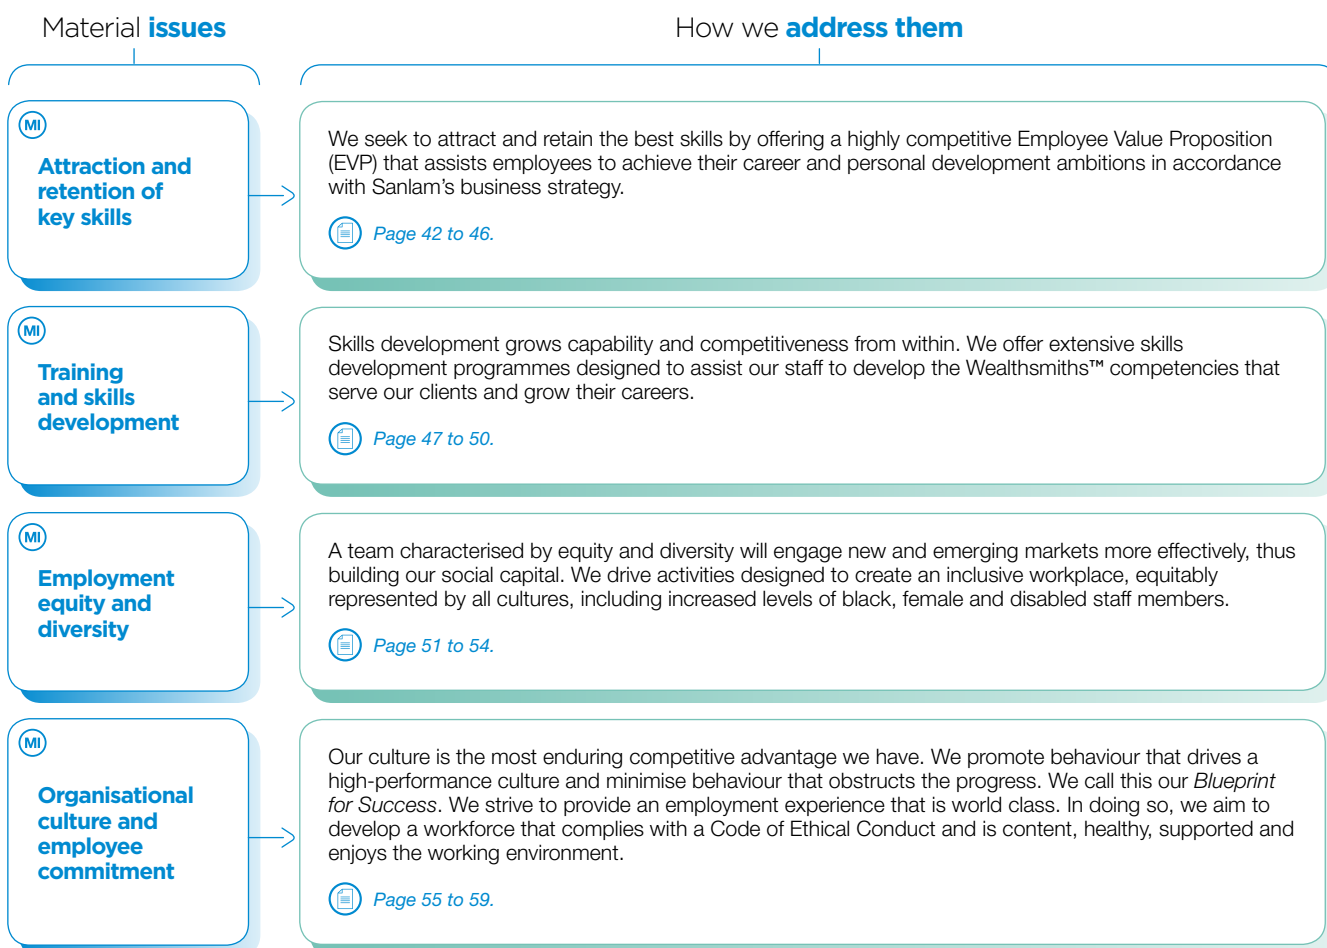 Material issues
How we address them
MI
Attraction and
retention of
key skills
We seek to attract and retain the best skills by offering a highly competitive Employee Value Proposition
(EVP) that assists employees to achieve their career and personal development ambitions in accordance
with Sanlam’s business strategy.
Page 42 to 46.
MI
Training
and skills
development
Skills development grows capability and competitiveness from within. We offer extensive skills
development programmes designed to assist our staff to develop the Wealthsmiths™ competencies that
serve our clients and grow their careers.
Page 47 to 50.
MI
Employment
equity and
diversity
A team characterised by equity and diversity will engage new and emerging markets more effectively, thus
building our social capital. We drive activities designed to create an inclusive workplace, equitably
represented by all cultures, including increased levels of black, female and disabled staff members.
Page 51 to 54.
MI
Organisational
culture and
employee
commitment
Our culture is the most enduring competitive advantage we have. We promote behaviour that drives a
high-performance culture and minimise behaviour that obstructs the progress. We call this our Blueprint
for Success. We strive to provide an employment experience that is world class. In doing so, we aim to
develop a workforce that complies with a Code of Ethical Conduct and is content, healthy, supported and
enjoys the working environment.
Page 55 to 59.